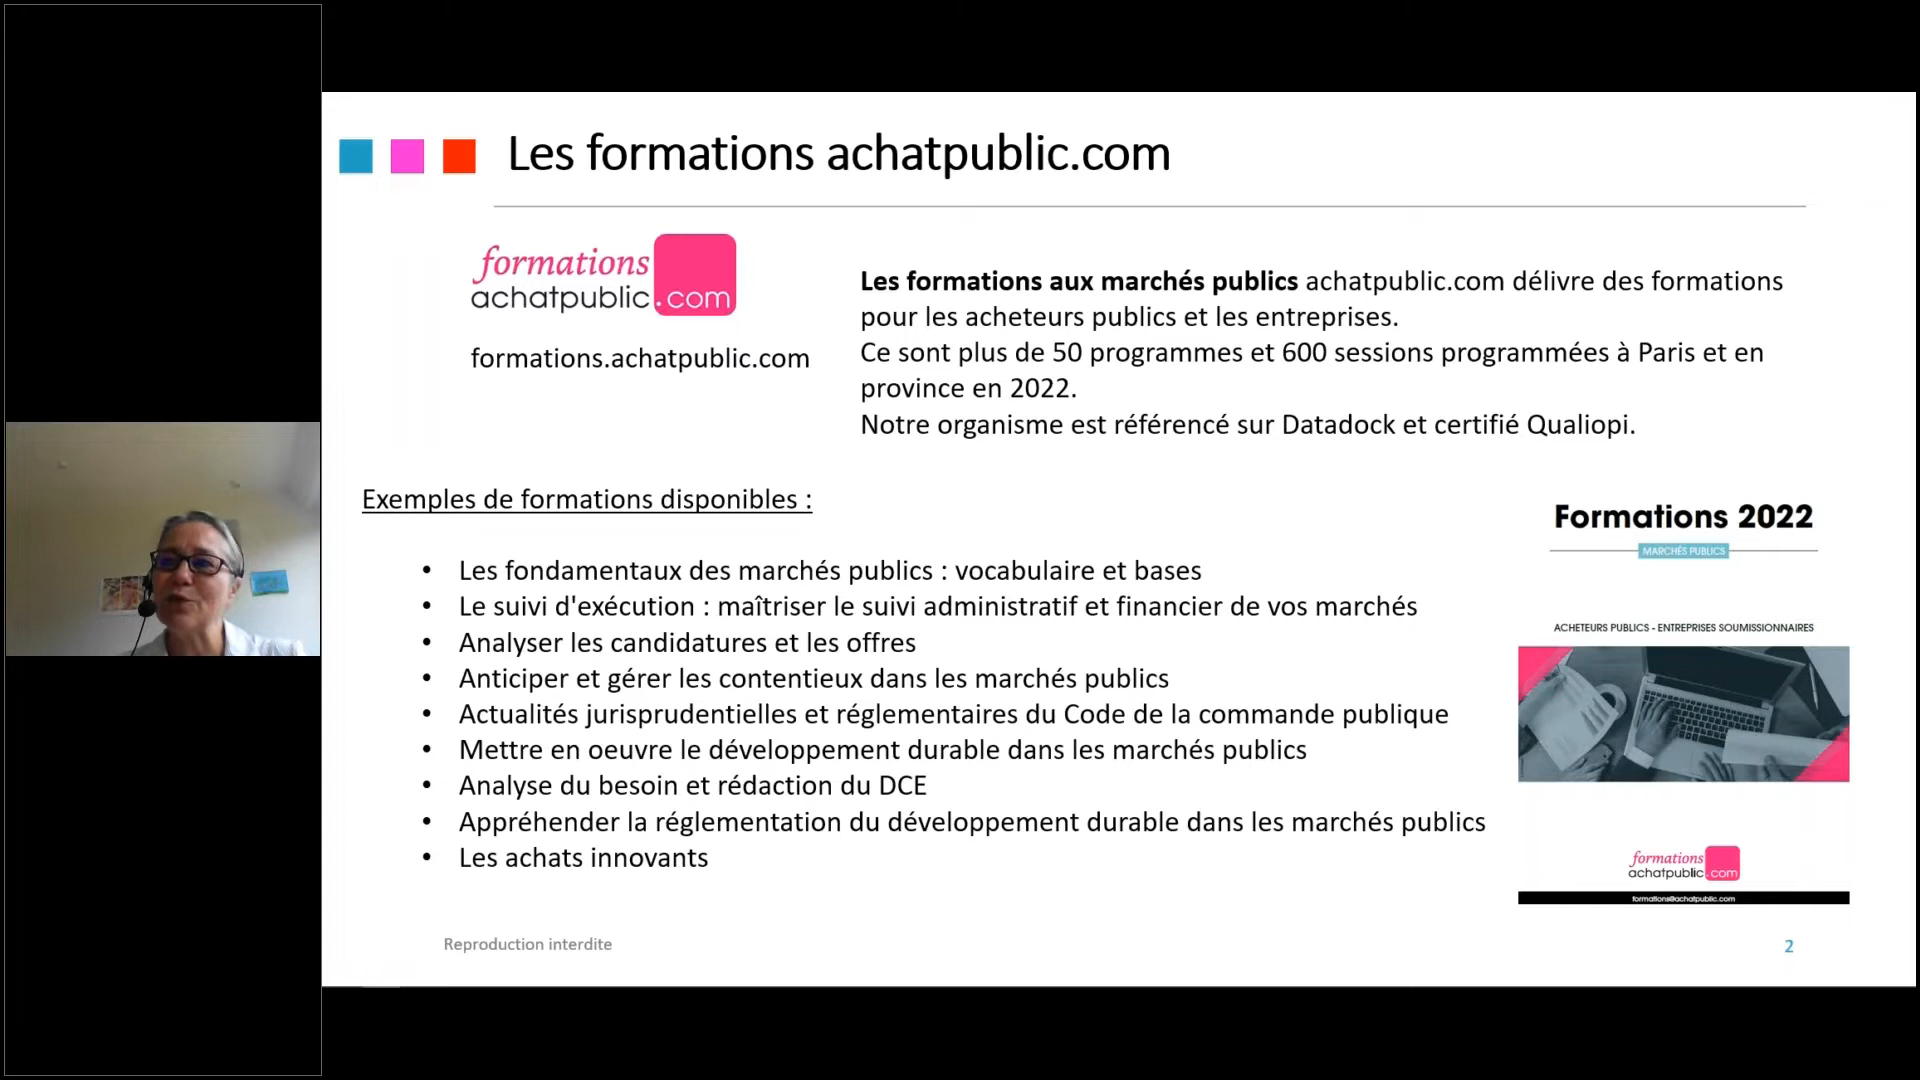 Les formations achatpublic.com
formations
achatpublic.com
formations.achatpublic.com
Les formations aux marchés publics achatpublic.com délivre des formations
pour les acheteurs publics et les entreprises.
Ce sont plus de 50 programmes et 600 sessions programmées à Paris et en
province en 2022.
Notre organisme est référencé sur Datadock et certifié Qualiopi.
Exemples de formations disponibles :
• Les fondamentaux des marchés publics : vocabulaire et bases
• Le suivi d'exécution : maîtriser le suivi administratif et financier de vos marchés
• Analyser les candidatures et les offres
• Anticiper et gérer les contentieux dans les marchés publics
• Actualités jurisprudentielles et réglementaires du Code de la commande publique
• Mettre en oeuvre le développement durable dans les marchés publics
• Analyse du besoin et rédaction du DCE
• Appréhender la réglementation du développement durable dans les marchés publics
• Les achats innovants
Formations 2022
MARCHÉS PUBLICS
ACHETEURS PUBLICS - ENTREPRISES SOUMISSIONNAIRES
formations
achatpublic.com
formations@achatpublic.com
Reproduction interdite
2